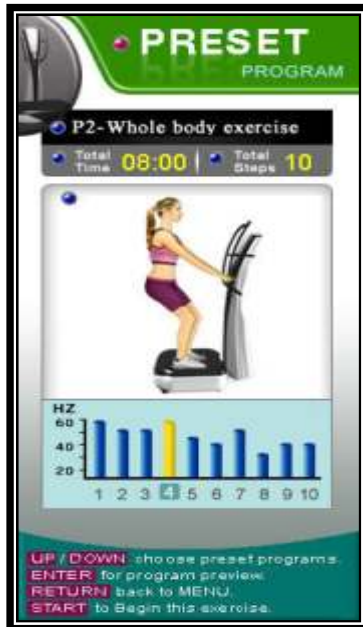 PRESET
PROGRAM
P2-Whole body exercise
Total Time 08:00 Total Steps 10
HZ
60
40
20
1 2 3 4 5 6 7 8 9 10
UP / DOWN choose preset programs.
ENTER for program preview.
RETURN back to MENU.
START to Begin this exercise.